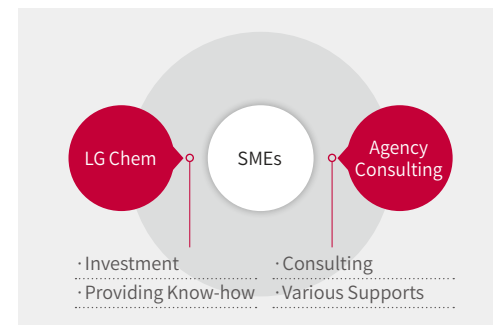 LG Chem
SMEs
Agency
Consulting
·Investment
·Providing Know-how
·Consulting
·Various Supports